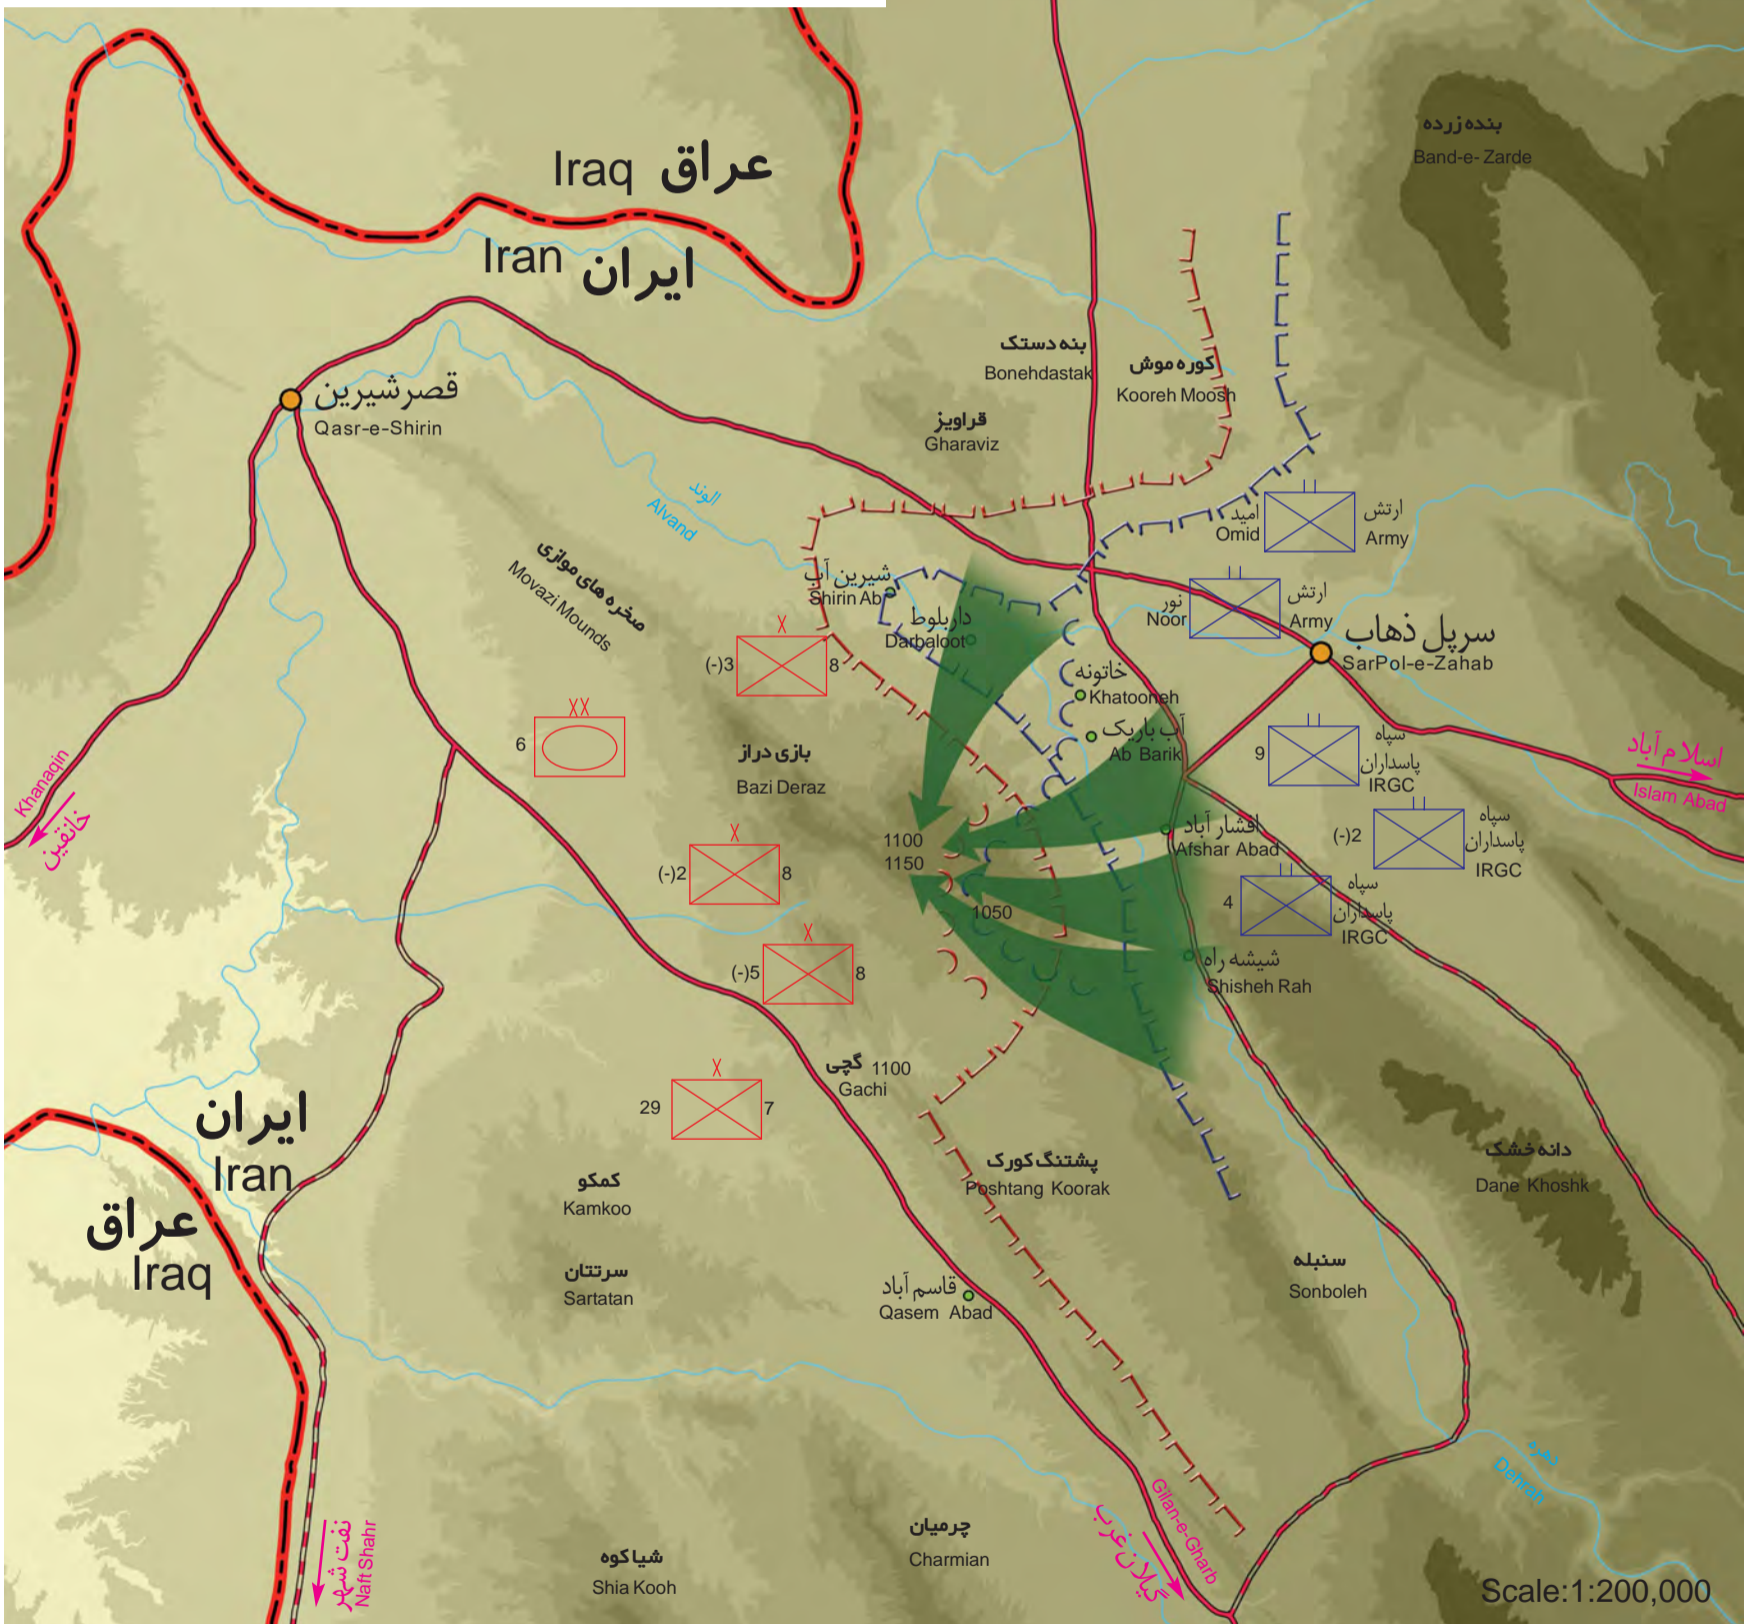 بنده زرده
Band-e- Zarde
Iraq عراق
Iran ایران
بنه دستک
Bonehdastak
کوره موش
Kooreh Moosh
قصر شیرین
Qasr-e-Shirin
قراویز
Gharaviz
الوند
Alvand
امید
Omid
ارتش
Army
صخره های موازی
Movazi Mounds
شیرین آب
Shirin Ab
داربلوط
Darbaloot
نور
Noor
ارتش
Army
سرپل ذهاب
SarPol-e-Zahab
X
(-)3
8
خاتونه
Khatooneh
XX
6
آب باریک
Ab Barik
بازی دراز
Bazi Deraz
9
سپاه
پاسداران
IRGC
اسلام آباد
Islam Abad
Khanaqin
خانقین
1100
1150
افشار آباد
Afshar Abad
(-)2
سپاه
پاسداران
IRGC
X
(-)2
8
4
سپاه
پاسداران
IRGC
1050
X
(-)5
8
شیشه راه
Shisheh Rah
گچی 1100
Gachi
X
29
7
ایران
Iran
عراق
Iraq
کمکو
Kamkoo
پشتنگ کورک
Poshtang Koorak
دانه خشک
Dane Khoshk
سرتتان
Sartatan
قاسم آباد
Qasem Abad
سنبله
Sonboleh
دهره
Dehrah
نفت شهر
Naft Shahr
شیاکوه
Shia Kooh
چرمیان
Charmian
گیلان غرب
Gilan-e-Gharb
Scale:1:200,000